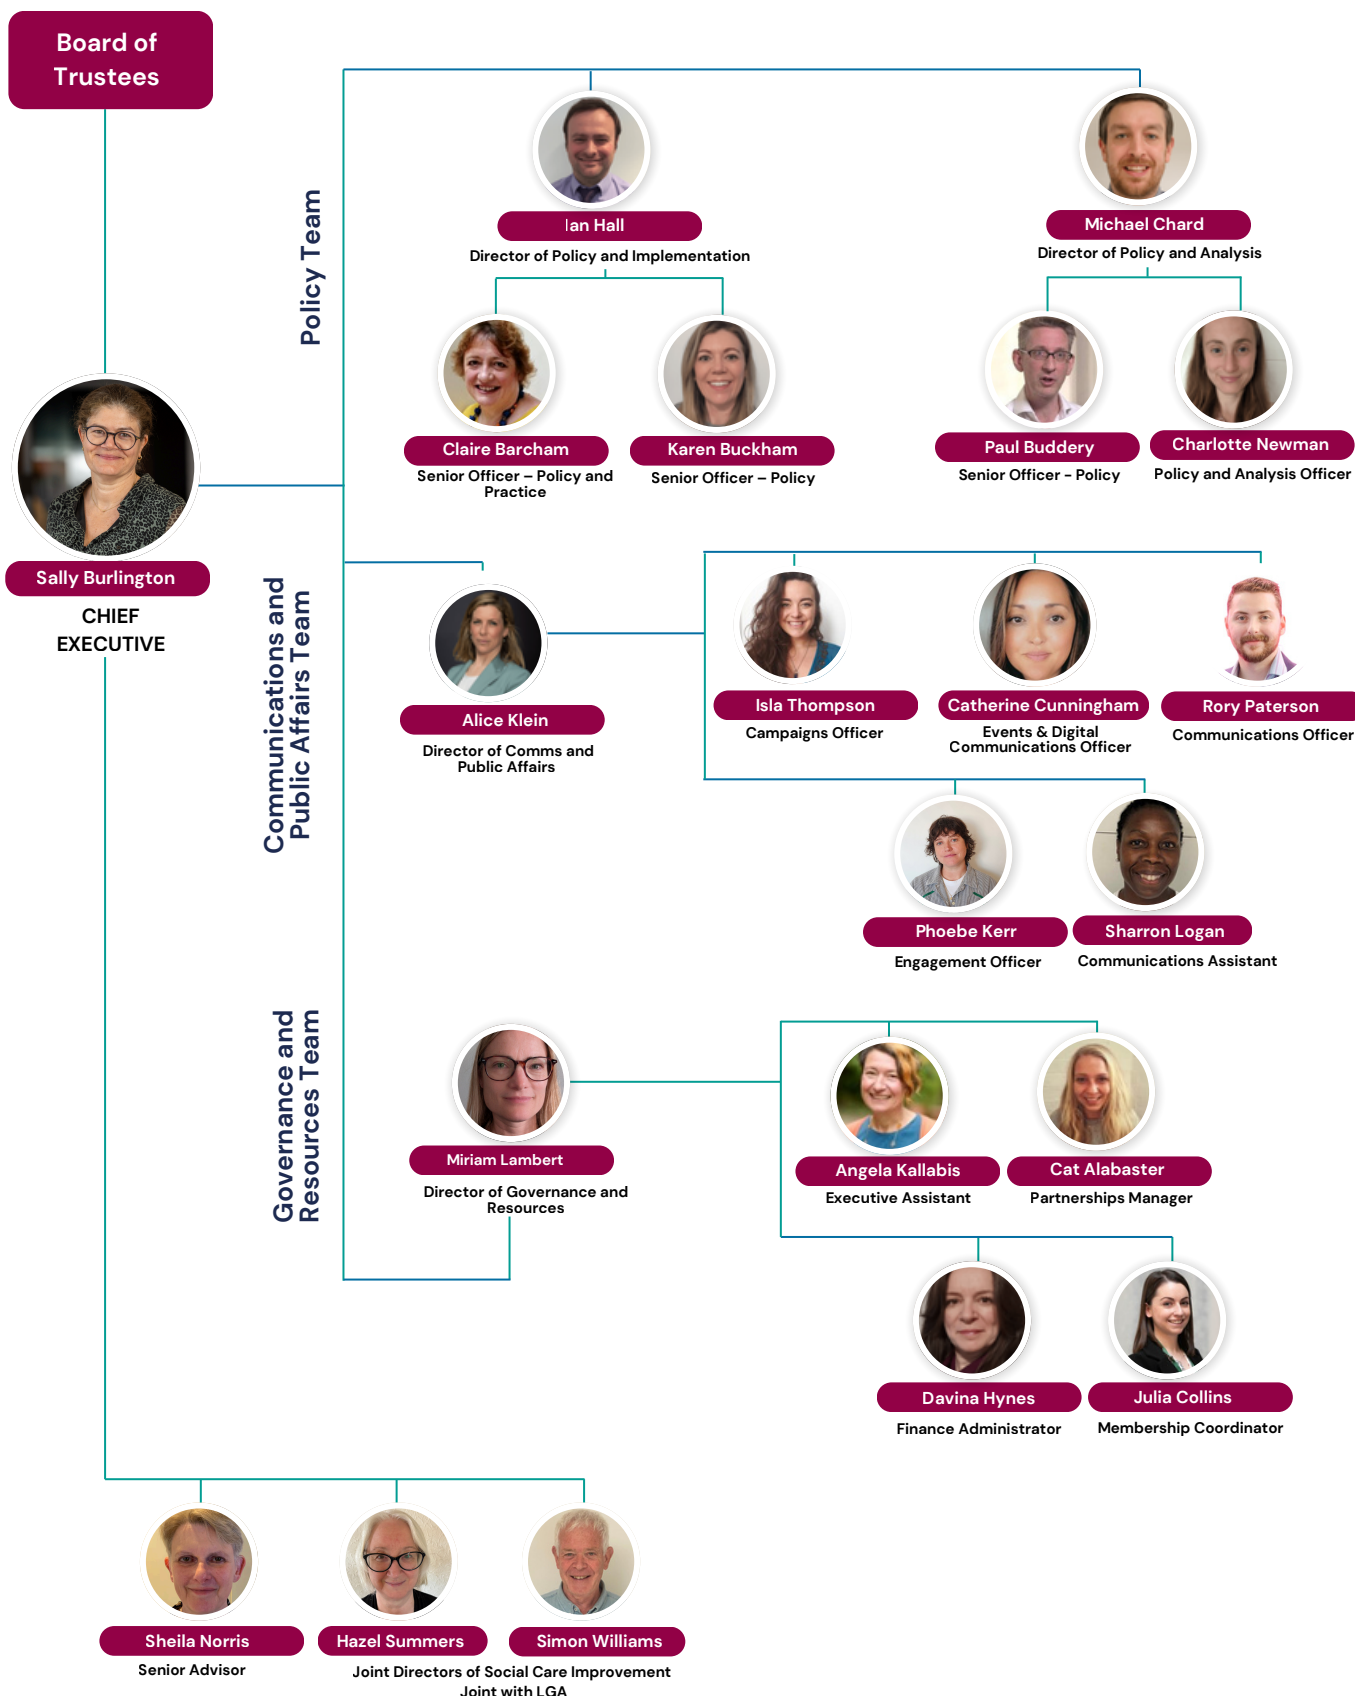 Board of
Trustees
Policy Team
Ian Hall
Director of Policy and Implementation
Michael Chard
Director of Policy and Analysis
Claire Barcham
Senior Officer – Policy and
Practice
Karen Buckham
Senior Officer – Policy
Paul Buddery
Senior Officer - Policy
Charlotte Newman
Policy and Analysis Officer
Sally Burlington
CHIEF
EXECUTIVE
Communications and
Public Affairs Team
Alice Klein
Director of Comms and
Public Affairs
Isla Thompson
Campaigns Officer
Catherine Cunningham
Events & Digital
Communications Officer
Rory Paterson
Communications Officer
Phoebe Kerr
Engagement Officer
Sharron Logan
Communications Assistant
Governance and
Resources Team
Miriam Lambert
Director of Governance and
Resources
Angela Kallabis
Executive Assistant
Cat Alabaster
Partnerships Manager
Davina Hynes
Finance Administrator
Julia Collins
Membership Coordinator
Sheila Norris
Senior Advisor
Hazel Summers
Simon Williams
Joint Directors of Social Care Improvement
Joint with LGA